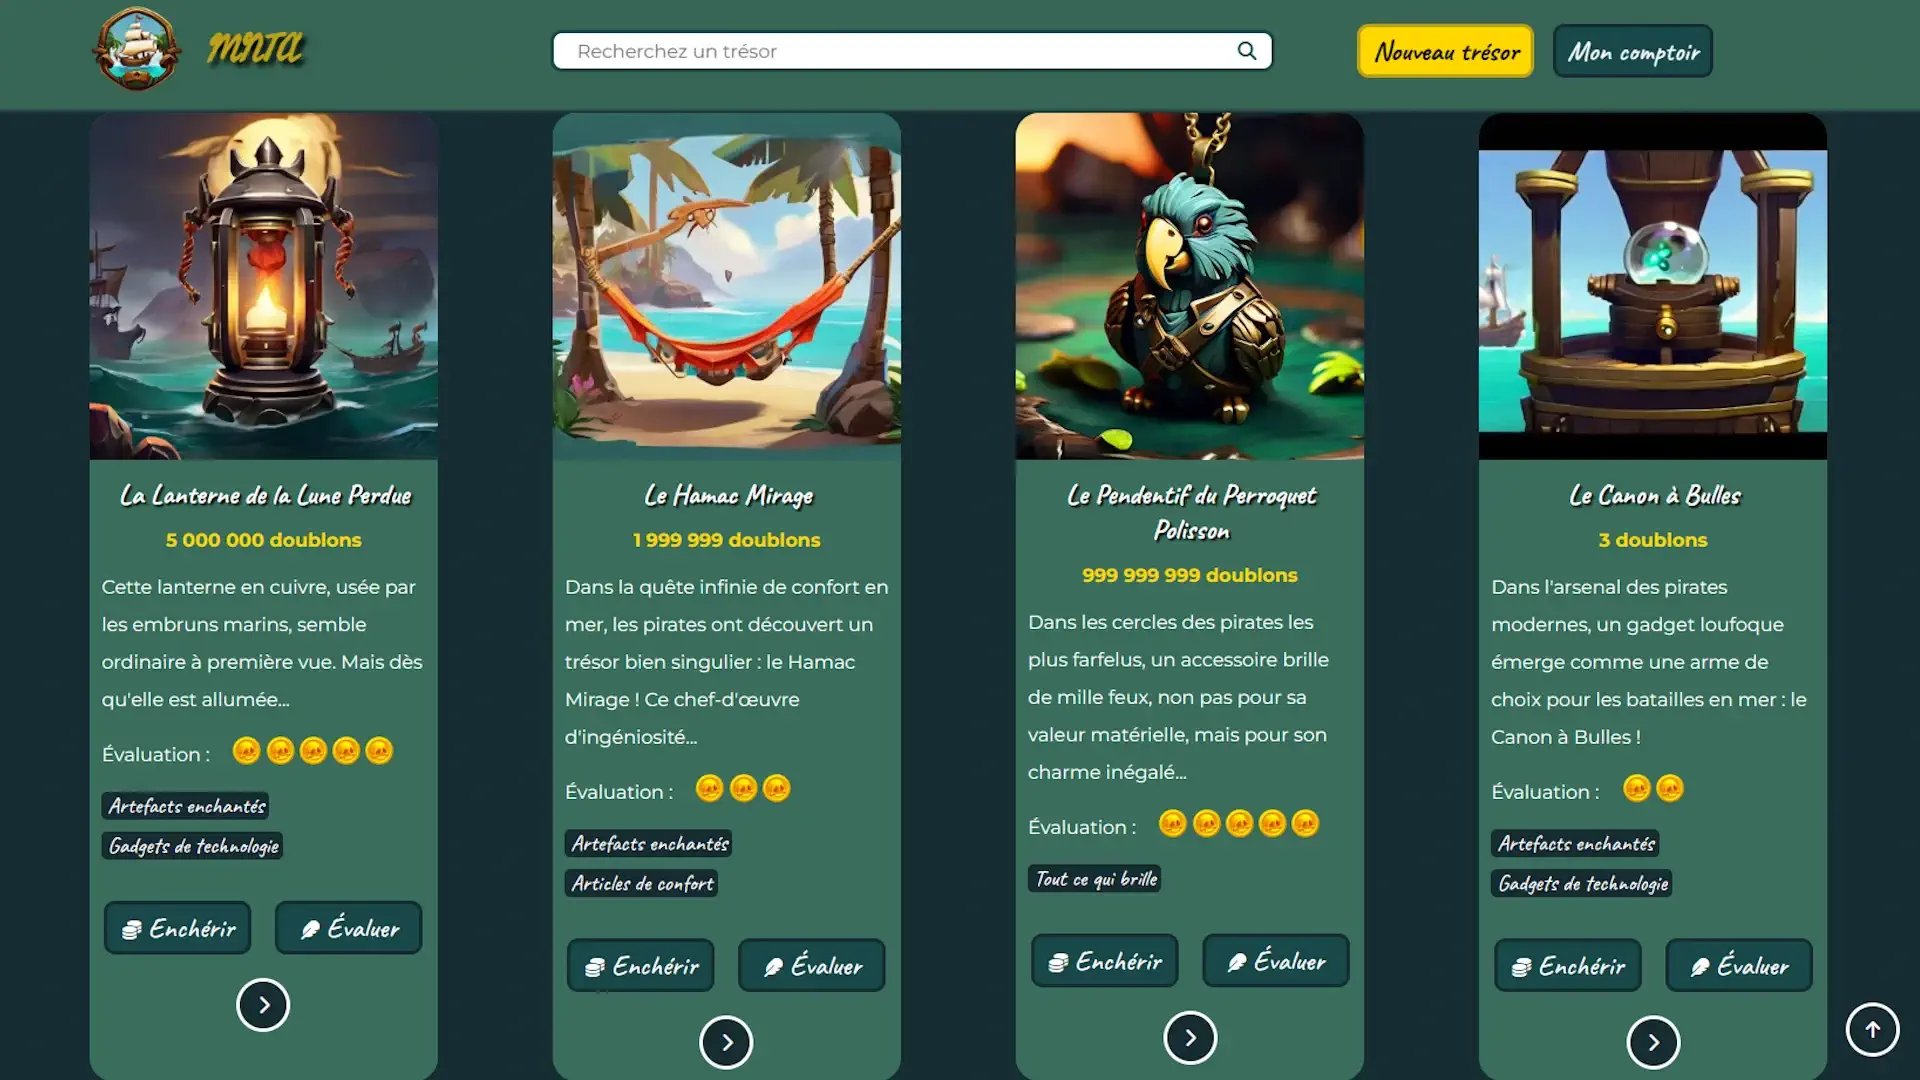 MNTA
Recherchez un trésor
Nouveau trésor
Mon comptoir
La Lanterne de la Lune Perdue
5 000 000 doublons
Cette lanterne en cuivre, usée par
les embruns marins, semble
ordinaire à première vue. Mais dès
qu'elle est allumée...
Évaluation :
Artefacts enchantés
Gadgets de technologie
Enchérir
Évaluer
Le Hamac Mirage
1 999 999 doublons
Dans la quête infinie de confort en
mer, les pirates ont découvert un
trésor bien singulier : le Hamac
Mirage ! Ce chef-d'œuvre
d'ingéniosité...
Évaluation :
Artefacts enchantés
Articles de confort
Enchérir
Évaluer
Le Pendentif du Perroquet
Polisson
999 999 999 doublons
Dans les cercles des pirates les
plus farfelus, un accessoire brille
de mille feux, non pas pour sa
valeur matérielle, mais pour son
charme inégalé...
Évaluation :
Tout ce qui brille
Enchérir
Évaluer
Le Canon à Bulles
3 doublons
Dans l'arsenal des pirates
modernes, un gadget loufoque
émerge comme une arme de
choix pour les batailles en mer : le
Canon à Bulles !
Évaluation :
Artefacts enchantés
Gadgets de technologie
Enchérir
Évaluer